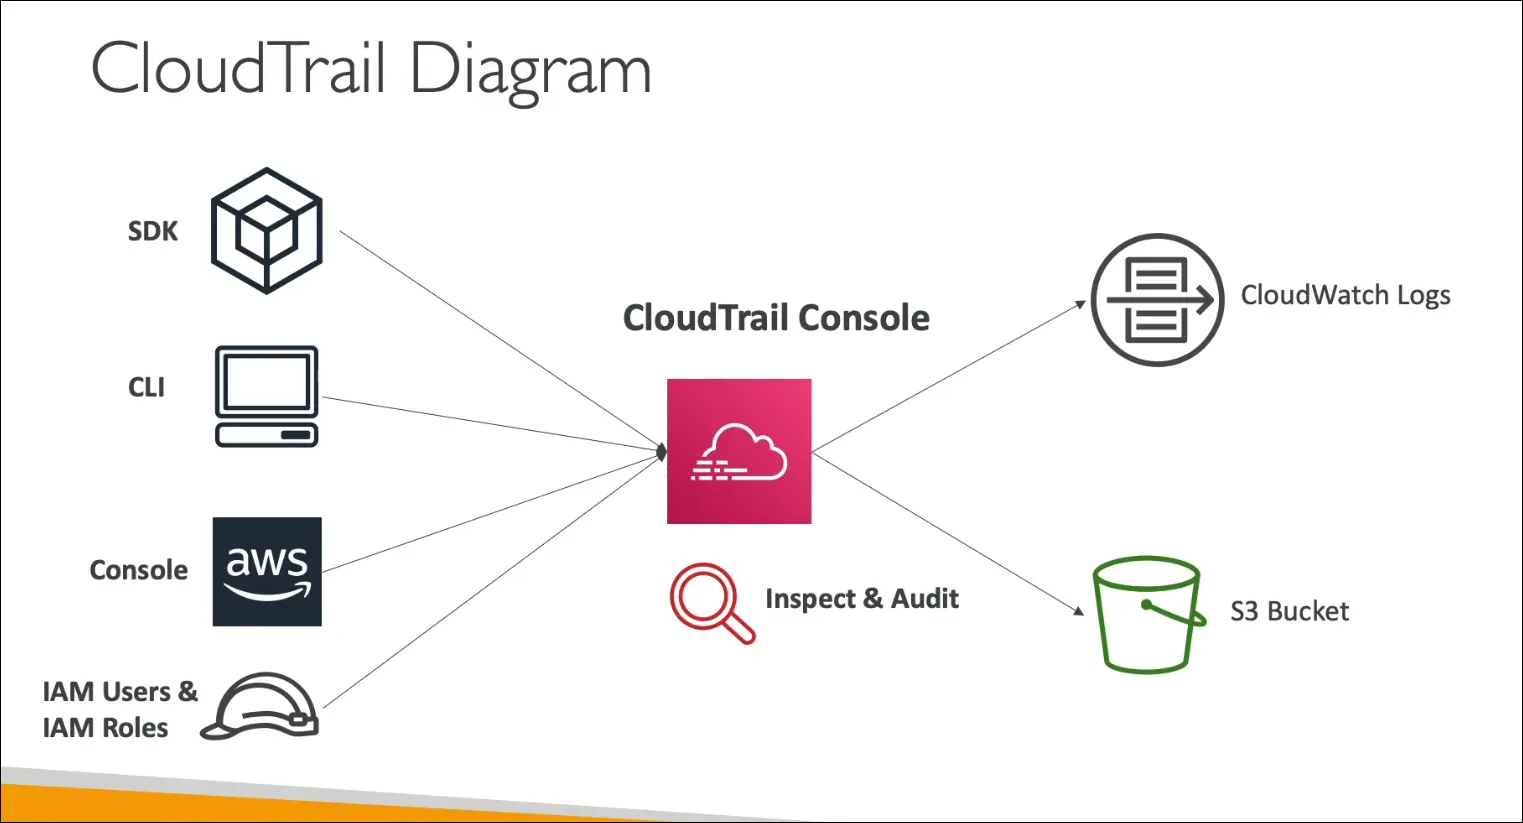 CloudTrail Diagram
SDK
CLI
Console
aws
IAM Users &
IAM Roles
CloudTrail Console
Inspect & Audit
CloudWatch Logs
S3 Bucket